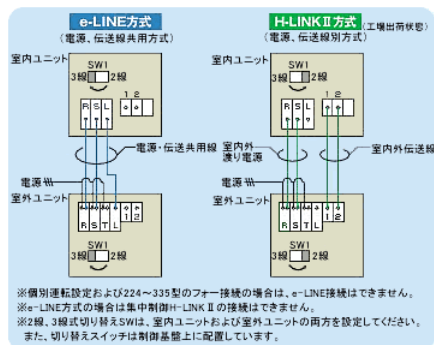 e-LINE方式
(電源、伝送線共用方式)
H-LINKⅡ方式(工場出荷状態)
(電源、伝送線別方式)
室内ユニット
SW1
3線 2線
R S L 1 2
室内ユニット
SW1
3線 2線
R S L 1 2
電源・伝送共用線
室内外
渡り電源
室内外伝送線
電源
電源
室外ユニット
R S T L 1 2
室外ユニット
R S T L 1 2
SW1
3線 2線
SW1
3線 2線
※個別運転設定および224～335型のフォー接続の場合は、e-LINE接続はできません。
※e-LINE方式の場合は集中制御H-LINKⅡの接続はできません。
※2線、3線式切り替えSWは、室内ユニットおよび室外ユニットの両方を設定してください。
また、切り替えスイッチは制御基盤上に配置しています。